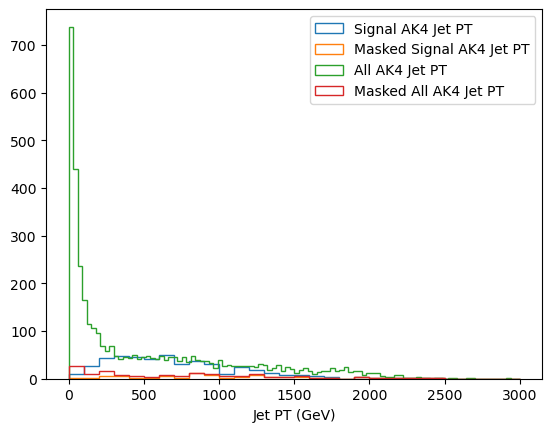 Signal AK4 Jet PT
Masked Signal AK4 Jet PT
All AK4 Jet PT
Masked All AK4 Jet PT
700
600
500
400
300
200
100
0
0 500 1000 1500 2000 2500 3000
Jet PT (GeV)